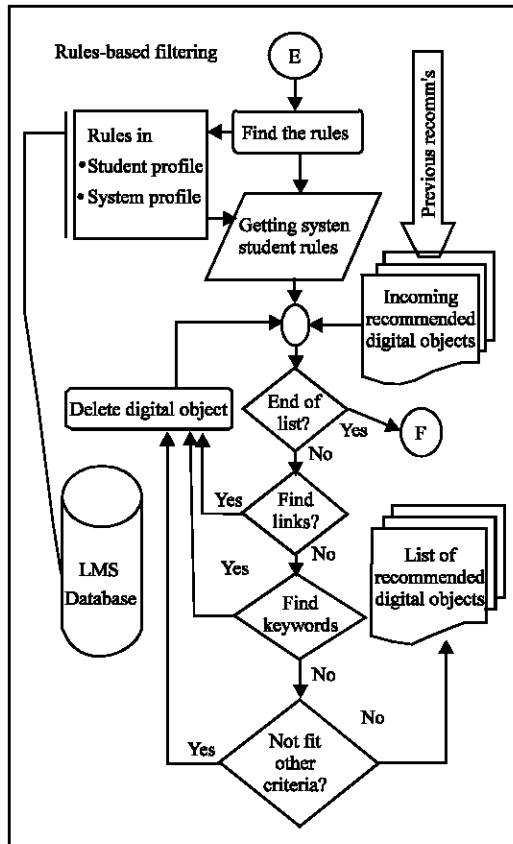 Rules-based filtering
E
Find the rules
Rules in
•Student profile
•System profile
Previous recomm's
Getting systen
student rules
Incoming
recommended
digital objects
Delete digital object
End of
list?
Yes
F
No
Find
links?
Yes
No
LMS
Database
List of
recommended
digital objects
Yes
Find
keywords
No
Not fit
other
criteria?
Yes
No